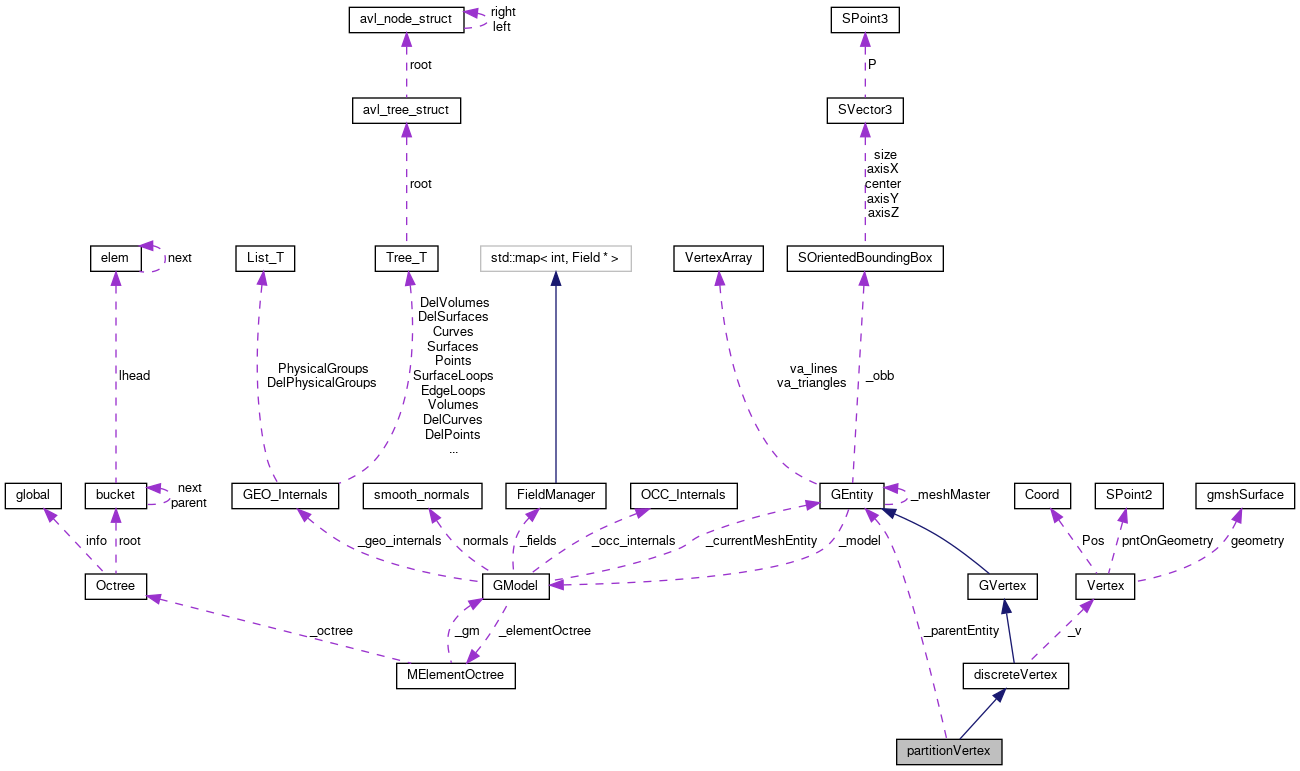 avl_node_struct
right
left
SPoint3
root
P
avl_tree_struct
SVector3
root
size
axisX
center
axisY
axisZ
elem
next
List_T
Tree_T
std::map< int, Field * >
VertexArray
SOrientedBoundingBox
lhead
PhysicalGroups
DelPhysicalGroups
DelVolumes
DelSurfaces
Curves
Surfaces
Points
SurfaceLoops
EdgeLoops
Volumes
DelCurves
DelPoints
...
va_lines
va_triangles
_obb
global
bucket
next
parent
GEO_Internals
smooth_normals
FieldManager
OCC_Internals
GEntity
_meshMaster
Coord
SPoint2
gmshSurface
info
root
_geo_internals
normals
_fields
_occ_internals
_currentMeshEntity
_model
Pos
pntOnGeometry
geometry
Octree
GModel
GVertex
Vertex
_octree
_gm
_elementOctree
_parentEntity
_v
MElementOctree
discreteVertex
partitionVertex